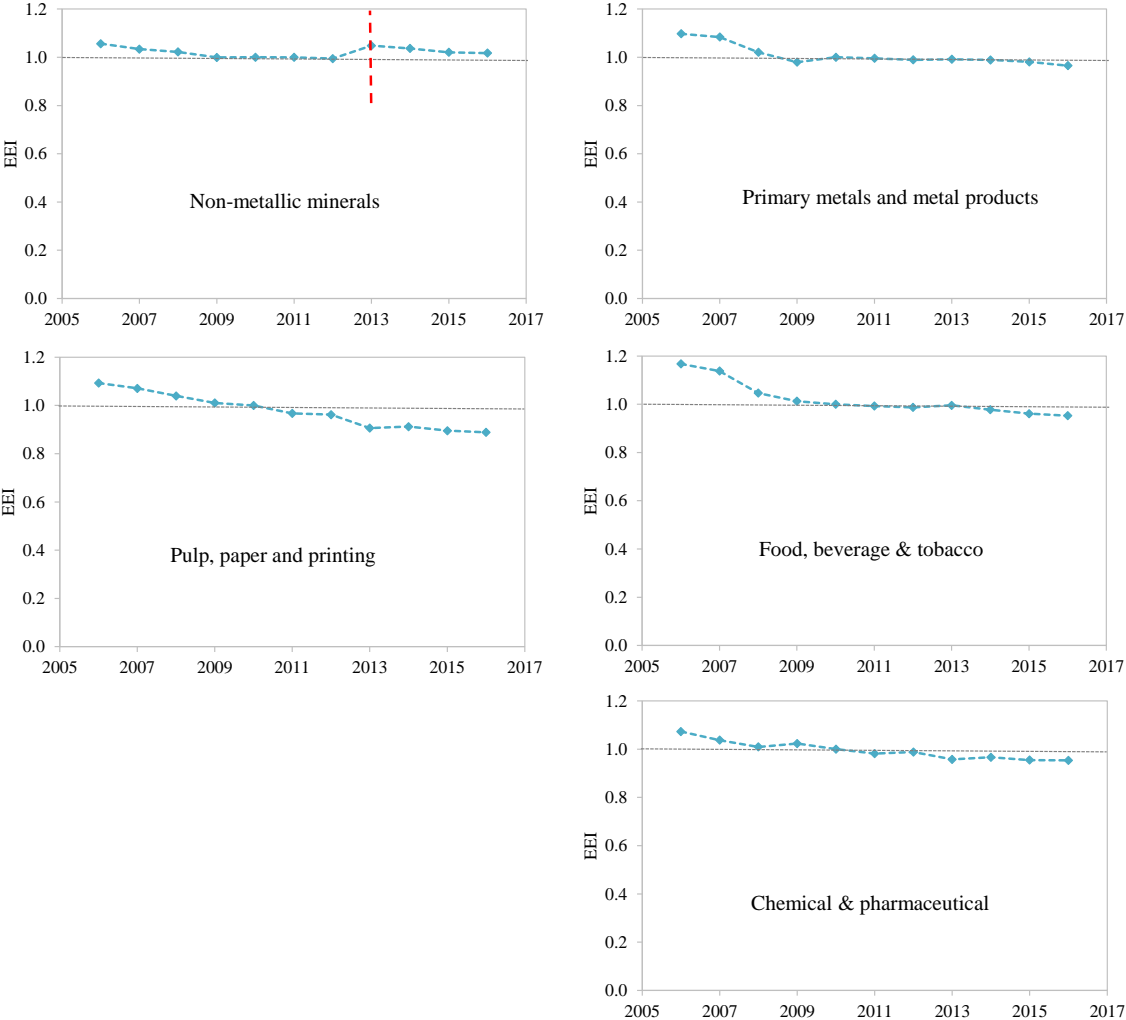 1.2
1.0
0.8
0.6
0.4
0.2
0.0
EEI
Non-metallic minerals
2005 2007 2009 2011 2013 2015 2017
1.2
1.0
0.8
0.6
0.4
0.2
0.0
EEI
Primary metals and metal products
2005 2007 2009 2011 2013 2015 2017
1.2
1.0
0.8
0.6
0.4
0.2
0.0
EEI
Pulp, paper and printing
2005 2007 2009 2011 2013 2015 2017
1.2
1.0
0.8
0.6
0.4
0.2
0.0
EEI
Food, beverage & tobacco
2005 2007 2009 2011 2013 2015 2017
1.2
1.0
0.8
0.6
0.4
0.2
0.0
EEI
Chemical & pharmaceutical
2005 2007 2009 2011 2013 2015 2017